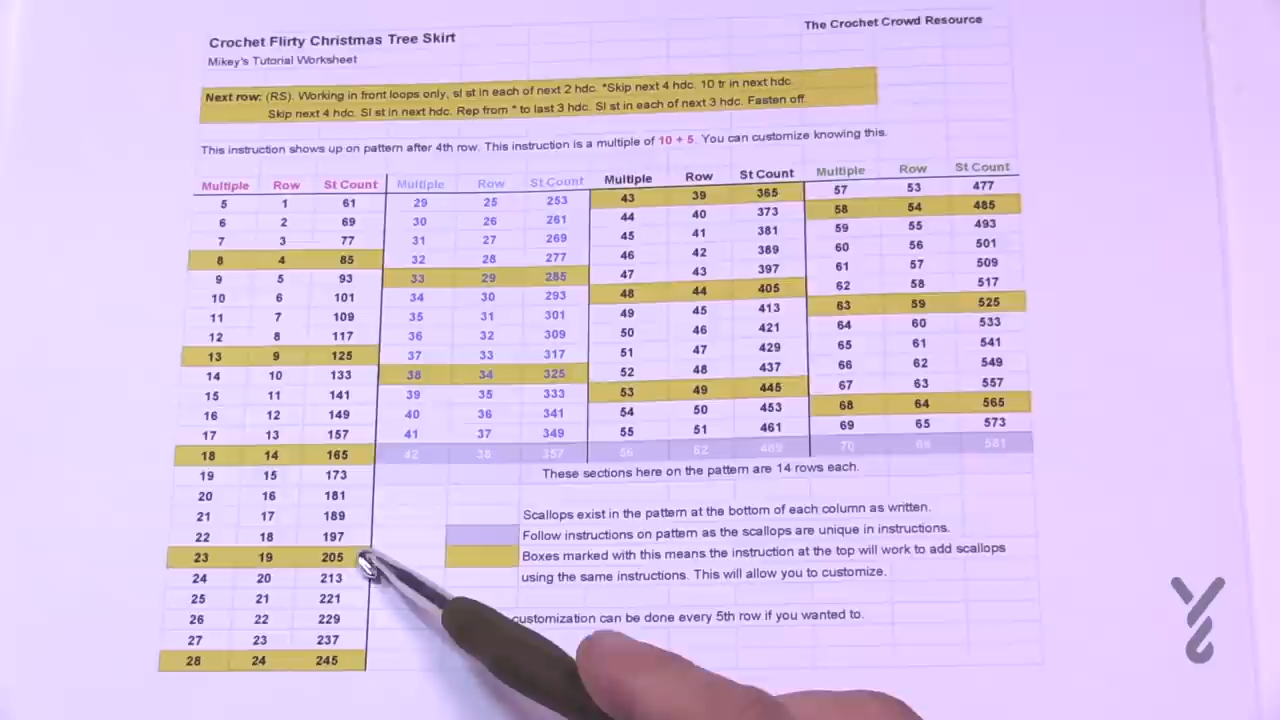 The Crochet Crowd Resource
Crochet Flirty Christmas Tree Skirt
Mikey's Tutorial Worksheet
Next row: (RS). Working in front loops only, sl st in each of next 2 hdc. *Skip next 4 hdc. 10 tr in next hdc.
Skip next 4 hdc. Sl st in next hdc. Rep from * to last 3 hdc. Sl st in each of next 3 hdc. Fasten off.
This instruction shows up on pattern after 4th row. This instruction is a multiple of 10 + 5. You can customize knowing this.
Multiple Row St Count Multiple Row St Count Multiple Row St Count Multiple Row St Count
5 1 61 29 25 253 43 39 365 57 53 477
6 2 69 30 26 261 44 40 373 58 54 485
7 3 77 31 27 269 45 41 381 59 55 493
8 4 85 32 28 277 46 42 389 60 56 501
9 5 93 33 29 285 47 43 397 61 57 509
10 6 101 34 30 293 48 44 405 62 58 517
11 7 109 35 31 301 49 45 413 63 59 525
12 8 117 36 32 309 50 46 421 64 60 533
13 9 125 37 33 317 51 47 429 65 61 541
14 10 133 38 34 325 52 48 437 66 62 549
15 11 141 39 35 333 53 49 445 67 63 557
16 12 149 40 36 341 54 50 453 68 64 565
17 13 157 41 37 349 55 51 461 69 65 573
18 14 165 42 38 357 56 469 70 581
19 15 173
20 16 181
21 17 189
22 18 197
23 19 205
24 20 213
25 21 221
26 22 229
27 23 237
28 24 245
These sections here on the pattern are 14 rows each.
Scallops exist in the pattern at the bottom of each column as written.
Follow instructions on pattern as the scallops are unique in instructions.
Boxes marked with this means the instruction at the top will work to add scallops
using the same instructions. This will allow you to customize.
customization can be done every 5th row if you wanted to.